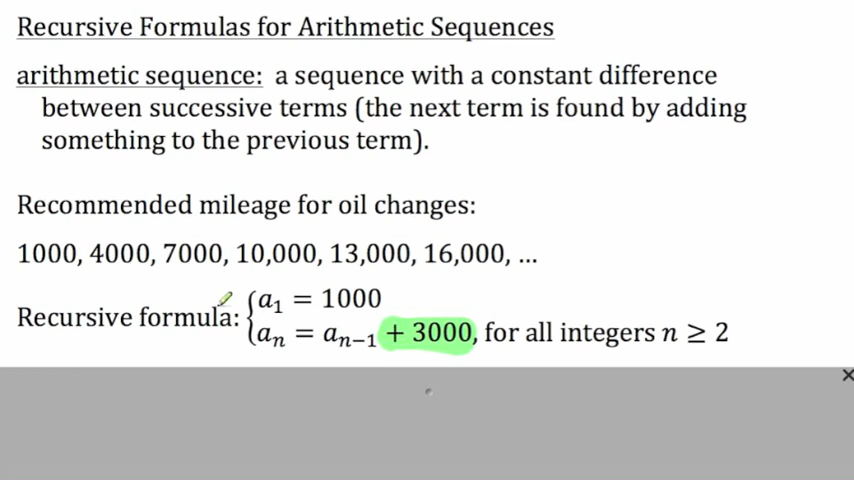 Recursive Formulas for Arithmetic Sequences
arithmetic sequence: a sequence with a constant difference
between successive terms (the next term is found by adding
something to the previous term).
Recommended mileage for oil changes:
1000, 4000, 7000, 10,000, 13,000, 16,000, ...
Recursive formula: { a₁ = 1000
aₙ = aₙ₋₁ + 3000, for all integers n ≥ 2